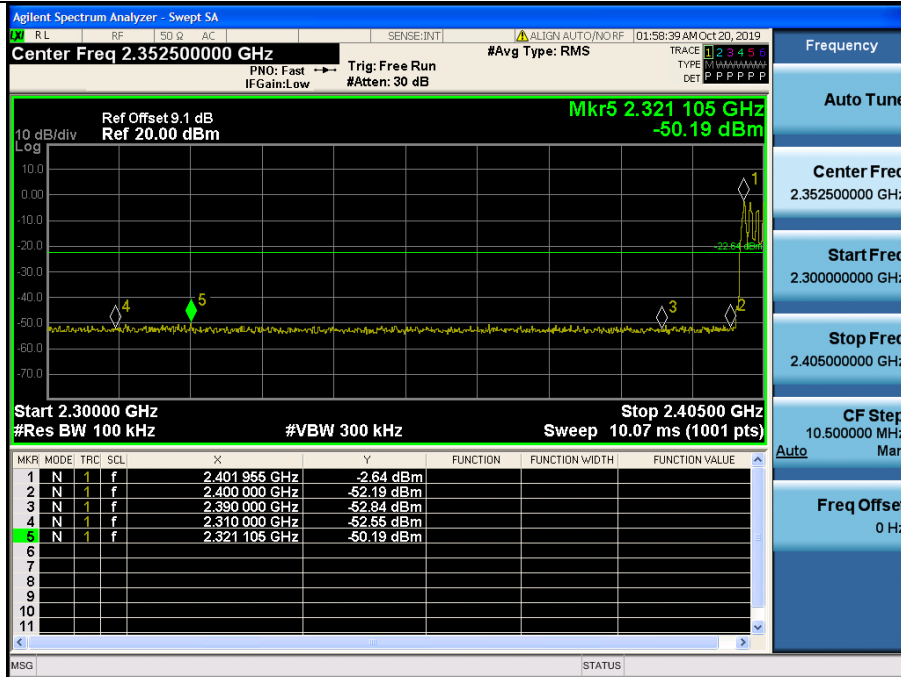 Agilent Spectrum Analyzer - Swept SA
LXI RL RF 50 Ω AC SENSE:INT ALIGN AUTO/NO RF 01:58:39 AM Oct 20, 2019
Center Freq 2.352500000 GHz #Avg Type: RMS TRACE 1 2 3 4 5 6
PNO: Fast Trig: Free Run TYPE M
IFGain:Low #Atten: 30 dB DET P P P P P P
Mkr5 2.321 105 GHz
-50.19 dBm
Ref Offset 9.1 dB
10 dB/div Ref 20.00 dBm
Log
10.0
0.00
-10.0
-20.0
-30.0
-40.0
-50.0
-60.0
-70.0
1
-22.64 dBm
4 5 3 2
Start 2.30000 GHz Stop 2.40500 GHz
#Res BW 100 kHz #VBW 300 kHz Sweep 10.07 ms (1001 pts)
MKR MODE TRC SCL X Y FUNCTION FUNCTION WIDTH FUNCTION VALUE
1 N 1 f 2.401 955 GHz -2.64 dBm
2 N 1 f 2.400 000 GHz -52.19 dBm
3 N 1 f 2.390 000 GHz -52.84 dBm
4 N 1 f 2.310 000 GHz -52.55 dBm
5 N 1 f 2.321 105 GHz -50.19 dBm
6
7
8
9
10
11
MSG STATUS
Frequency
Auto Tune
Center Freq
2.352500000 GHz
Start Freq
2.300000000 GHz
Stop Freq
2.405000000 GHz
CF Step
10.500000 MHz
Auto Man
Freq Offset
0 Hz